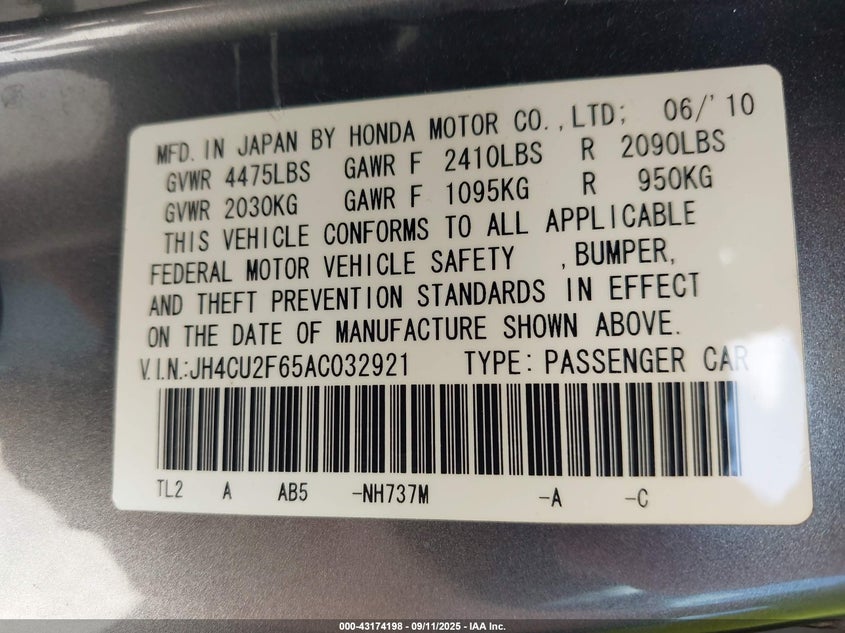 MFD. IN JAPAN BY HONDA MOTOR CO., LTD; 06/'10
GVWR 4475LBS GAWR F 2410LBS R 2090LBS
GVWR 2030KG GAWR F 1095KG R 950KG
THIS VEHICLE CONFORMS TO ALL APPLICABLE
FEDERAL MOTOR VEHICLE SAFETY , BUMPER,
AND THEFT PREVENTION STANDARDS IN EFFECT
ON THE DATE OF MANUFACTURE SHOWN ABOVE.
V.I.N.:JH4CU2F65AC032921 TYPE: PASSENGER CAR
TL2 A AB5 -NH737M -A -C
000-43174198 - 09/11/2025 - IAA Inc.